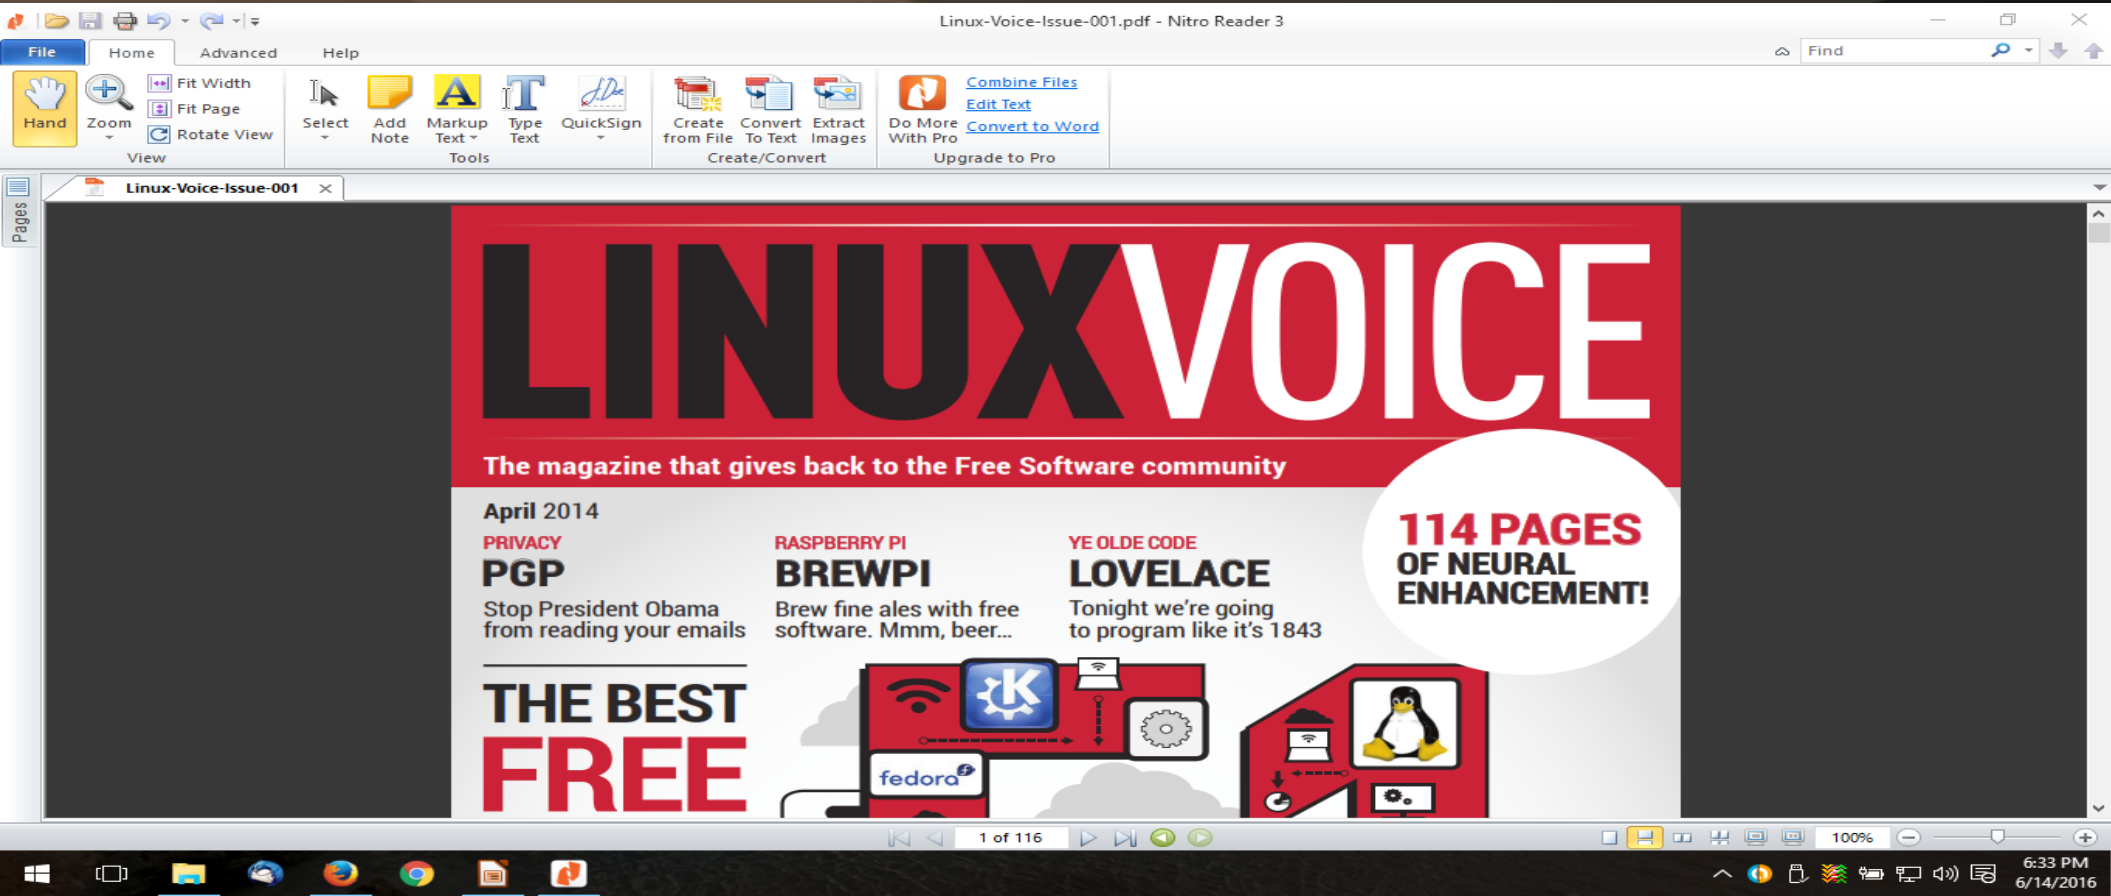 Linux-Voice-Issue-001.pdf - Nitro Reader 3
File Home Advanced Help Find
Hand
Zoom
Fit Width
Fit Page
Rotate View
View
Select
Add
Note
Markup
Text
Type
Text
QuickSign
Tools
Create
from File
Convert
To Text
Extract
Images
Create/Convert
Do More
With Pro
Combine Files
Edit Text
Convert to Word
Upgrade to Pro
Pages
Linux-Voice-Issue-001
LINUXVOICE
The magazine that gives back to the Free Software community
April 2014
PRIVACY
PGP
Stop President Obama
from reading your emails
RASPBERRY PI
BREWPI
Brew fine ales with free
software. Mmm, beer...
YE OLDE CODE
LOVELACE
Tonight we're going
to program like it's 1843
114 PAGES
OF NEURAL
ENHANCEMENT!
THE BEST
FREE
fedora
1 of 116
100%
6:33 PM
6/14/2016